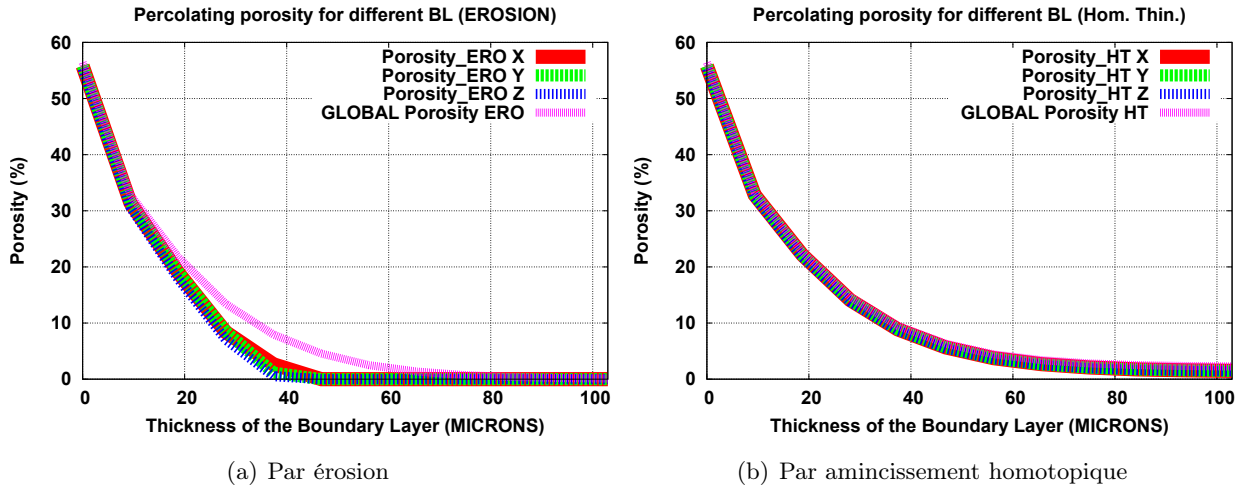 Percolating porosity for different BL (EROSION)
60
50
40
30
20
10
0
Porosity (%)
Porosity_ERO X
Porosity_ERO Y
Porosity_ERO Z
GLOBAL Porosity ERO
0 20 40 60 80 100
Thickness of the Boundary Layer (MICRONS)
(a) Par érosion
Percolating porosity for different BL (Hom. Thin.)
60
50
40
30
20
10
0
Porosity (%)
Porosity_HT X
Porosity_HT Y
Porosity_HT Z
GLOBAL Porosity HT
0 20 40 60 80 100
Thickness of the Boundary Layer (MICRONS)
(b) Par amincissement homotopique